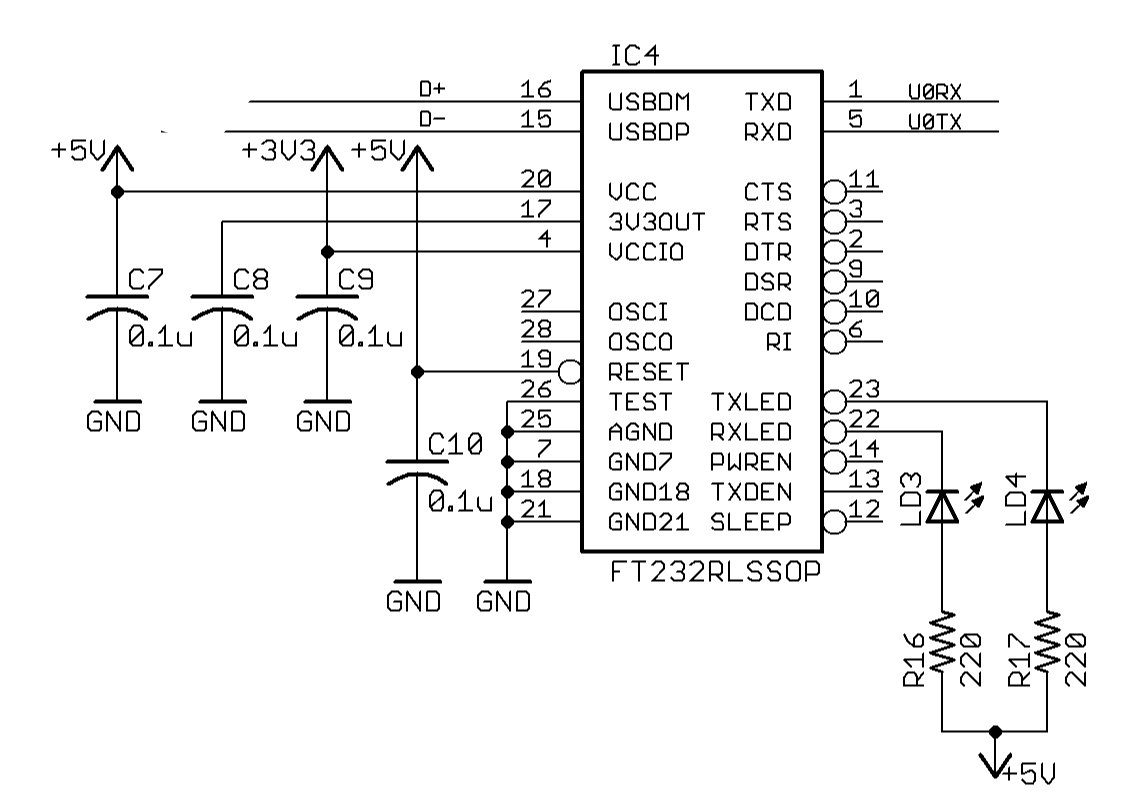 IC4
D+ 16 USBDM TXD 1 U0RX
D- 15 USBDP RXD 5 U0TX
+5V +3V3 +5V
20 VCC CTS 11
17 3V3OUT RTS 3
4 VCCIO DTR 2
C7 C8 C9 DSR 9
27 OSCI DCD 10
0.1u 0.1u 0.1u 28 OSCO RI 6
19 RESET
26 TEST TXLED 23
GND GND GND 25 AGND RXLED 22
C10 7 GND7 PWREN 14
18 GND18 TXDEN 13 LD3 LD4
0.1u 21 GND21 SLEEP 12
FT232RLSSOP
GND GND
R16 220 R17 220
+5V